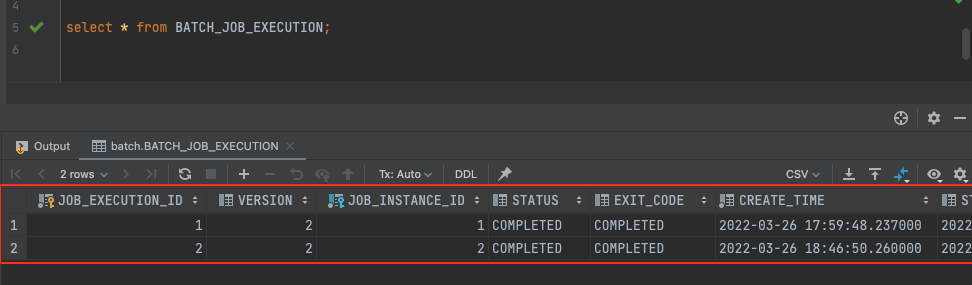 4
5 select * from BATCH_JOB_EXECUTION;
6
Output batch.BATCH_JOB_EXECUTION
2 rows Tx: Auto DDL CSV
JOB_EXECUTION_ID VERSION JOB_INSTANCE_ID STATUS EXIT_CODE CREATE_TIME ST
1 1 2 1 COMPLETED COMPLETED 2022-03-26 17:59:48.237000 2022
2 2 2 2 COMPLETED COMPLETED 2022-03-26 18:46:50.260000 2022